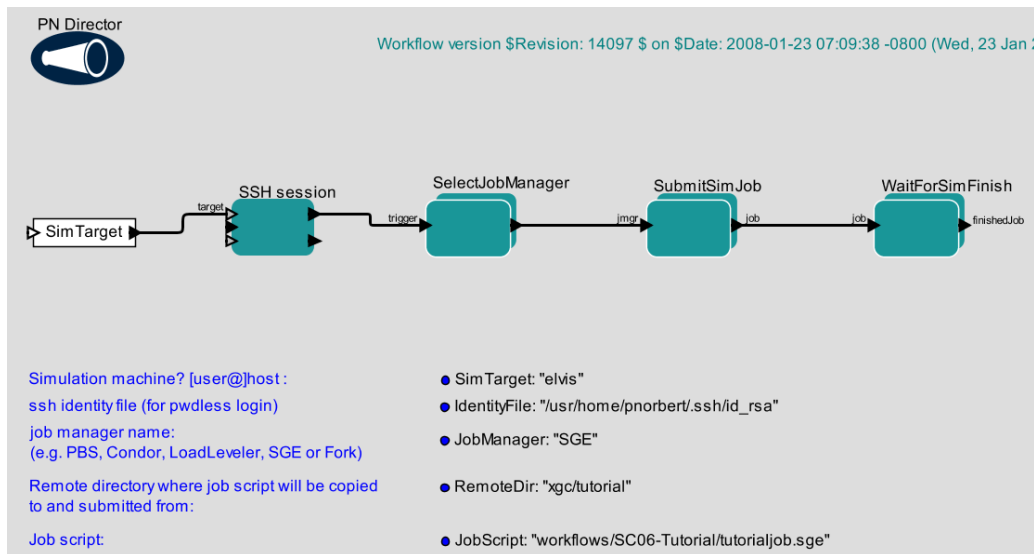 PN Director
Workflow version $Revision: 14097 $ on $Date: 2008-01-23 07:09:38 -0800 (Wed, 23 Jan
SSH session
SelectJobManager
SubmitSimJob
WaitForSimFinish
target
trigger
jmgr
job
job
finishedJob
SimTarget
Simulation machine? [user@]host :
SimTarget: "elvis"
ssh identity file (for pwdless login)
IdentityFile: "/usr/home/pnorbert/.ssh/id_rsa"
job manager name:
(e.g. PBS, Condor, LoadLeveler, SGE or Fork)
JobManager: "SGE"
Remote directory where job script will be copied
to and submitted from:
RemoteDir: "xgc/tutorial"
Job script:
JobScript: "workflows/SC06-Tutorial/tutorialjob.sge"